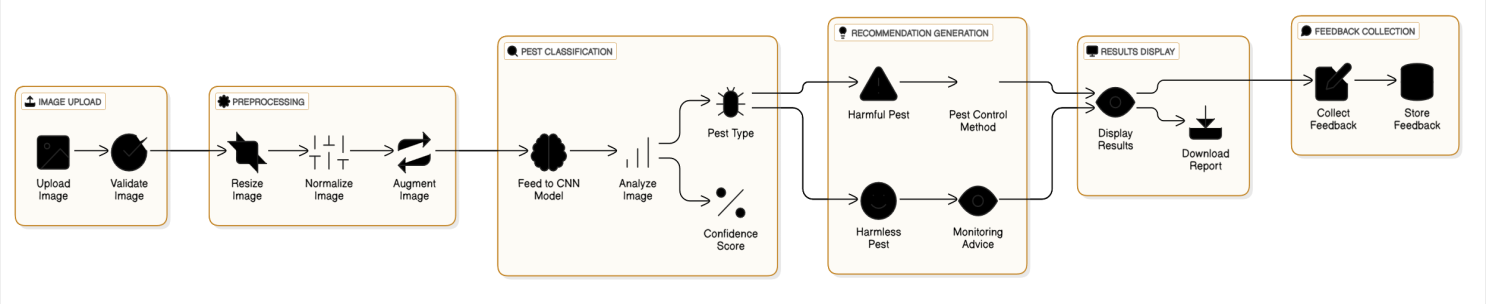 IMAGE UPLOAD
Upload
Image
Validate
Image
PREPROCESSING
Resize
Image
Normalize
Image
Augment
Image
PEST CLASSIFICATION
Feed to CNN
Model
Analyze
Image
Pest Type
Confidence
Score
RECOMMENDATION GENERATION
Harmful Pest
Pest Control
Method
Harmless
Pest
Monitoring
Advice
RESULTS DISPLAY
Display
Results
Download
Report
FEEDBACK COLLECTION
Collect
Feedback
Store
Feedback